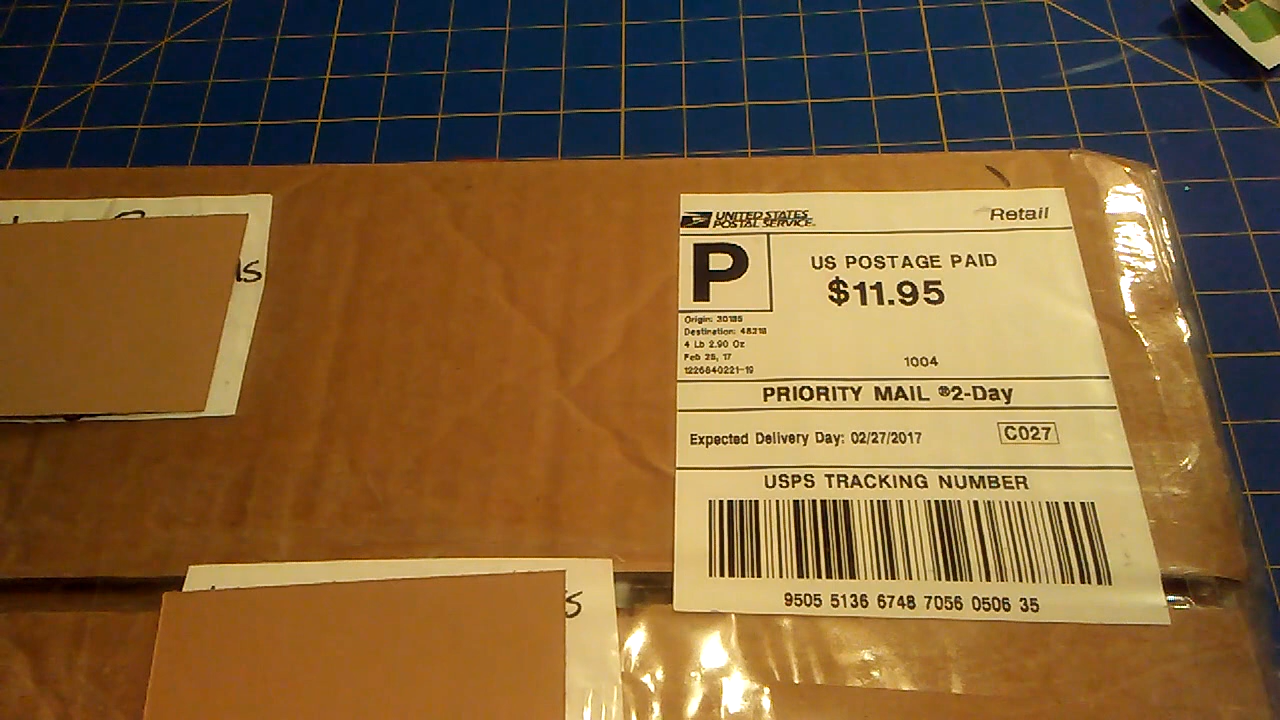 UNITED STATES
POSTAL SERVICE
Retail
P
US POSTAGE PAID
$11.95
Origin: 30185
Destination: 48218
4 Lb 2.90 Oz
Feb 25, 17
1226840221-19
1004
PRIORITY MAIL ®2-Day
Expected Delivery Day: 02/27/2017
C027
USPS TRACKING NUMBER
9505 5136 6748 7056 0506 35